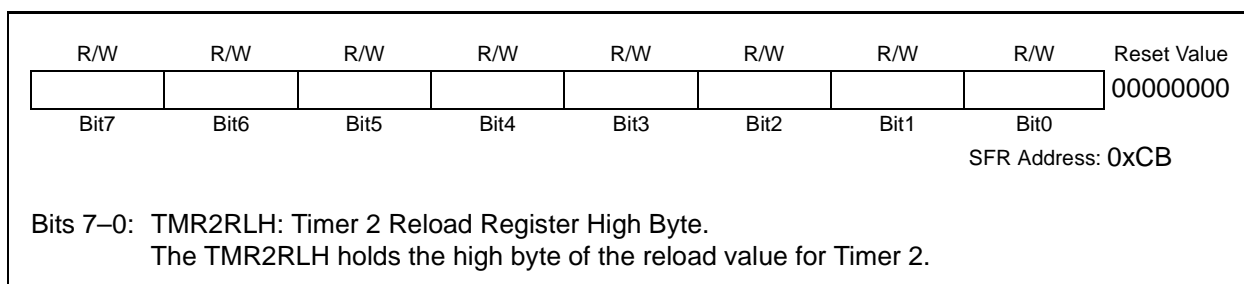 R/W R/W R/W R/W R/W R/W R/W R/W Reset Value
00000000
Bit7 Bit6 Bit5 Bit4 Bit3 Bit2 Bit1 Bit0
SFR Address: 0xCB
Bits 7–0: TMR2RLH: Timer 2 Reload Register High Byte.
The TMR2RLH holds the high byte of the reload value for Timer 2.